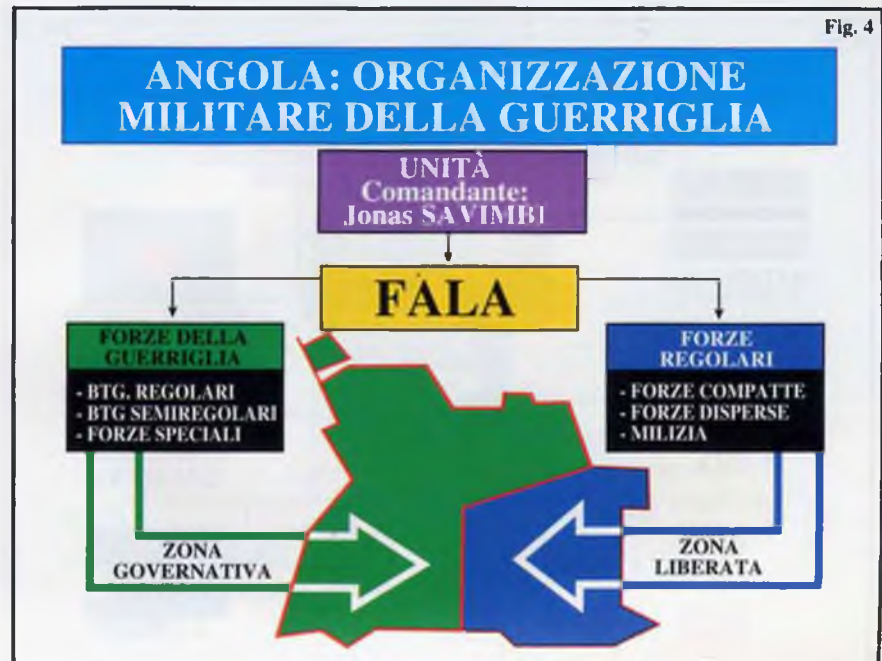 Fig. 4
ANGOLA: ORGANIZZAZIONE
MILITARE DELLA GUERRIGLIA
UNITÀ
Comandante:
Jonas SAVIMBI
FALA
FORZE DELLA
GUERRIGLIA
- BTG. REGOLARI
- BTG SEMIREGOLARI
- FORZE SPECIALI
FORZE
REGOLARI
- FORZE COMPATTE
- FORZE DISPERSE
- MILIZIA
ZONA
GOVERNATIVA
ZONA
LIBERATA